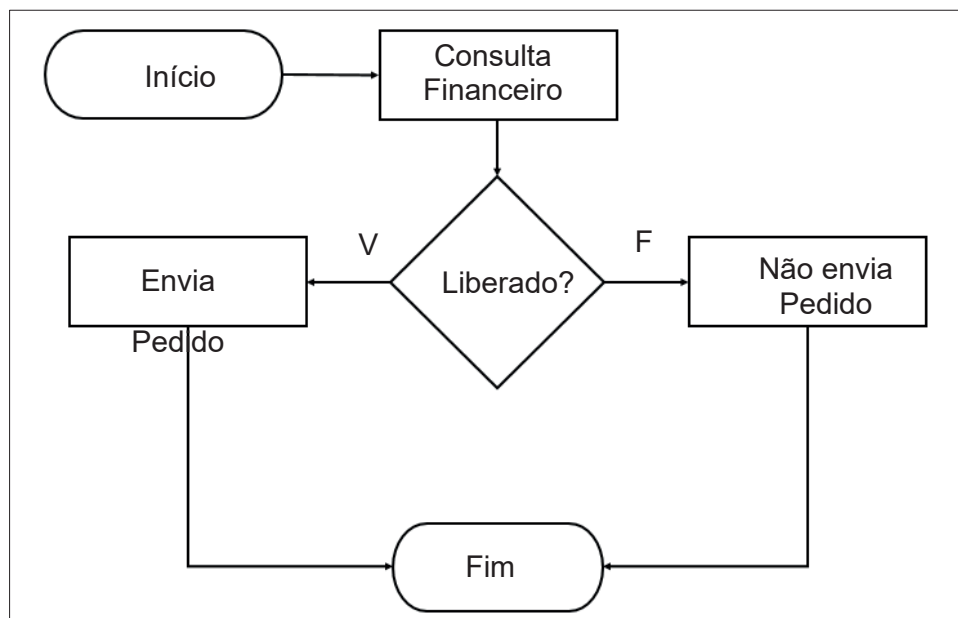 Início
Consulta
Financeiro
V
F
Liberado?
Envia
Pedido
Não envia
Pedido
Fim